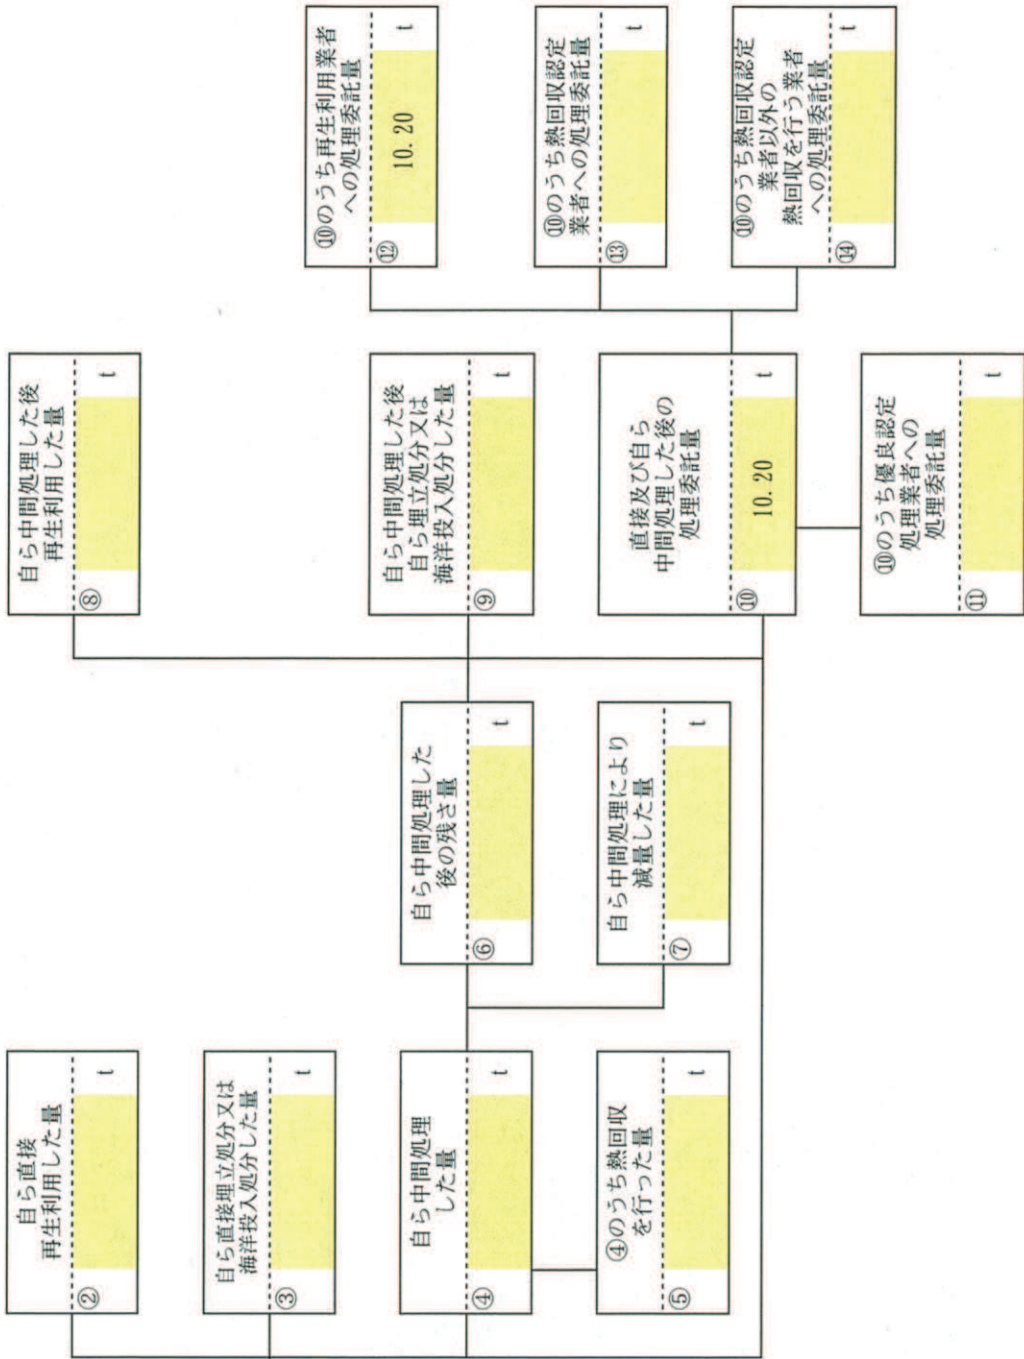 自ら直接
再生利用した量
②
t
自ら直接埋立処分又は
海洋投入処分した量
③
t
自ら中間処理
した量
④
t
④のうち熱回収
を行った量
⑤
t
自ら中間処理した
後の残さ量
⑥
t
自ら中間処理により
減量した量
⑦
t
自ら中間処理した後
再生利用した量
⑧
t
自ら中間処理した後
自ら埋立処分又は
海洋投入処分した量
⑨
t
直接及び自ら
中間処理した後の
処理委託量
⑩ 10.20 t
⑩のうち優良認定
処理業者への
処理委託量
⑪
t
⑩のうち再生利用業者
への処理委託量
⑫ 10.20 t
⑩のうち熱回収認定
業者への処理委託量
⑬
t
⑩のうち熱回収認定
業者以外の
熱回収を行う業者
への処理委託量
⑭
t